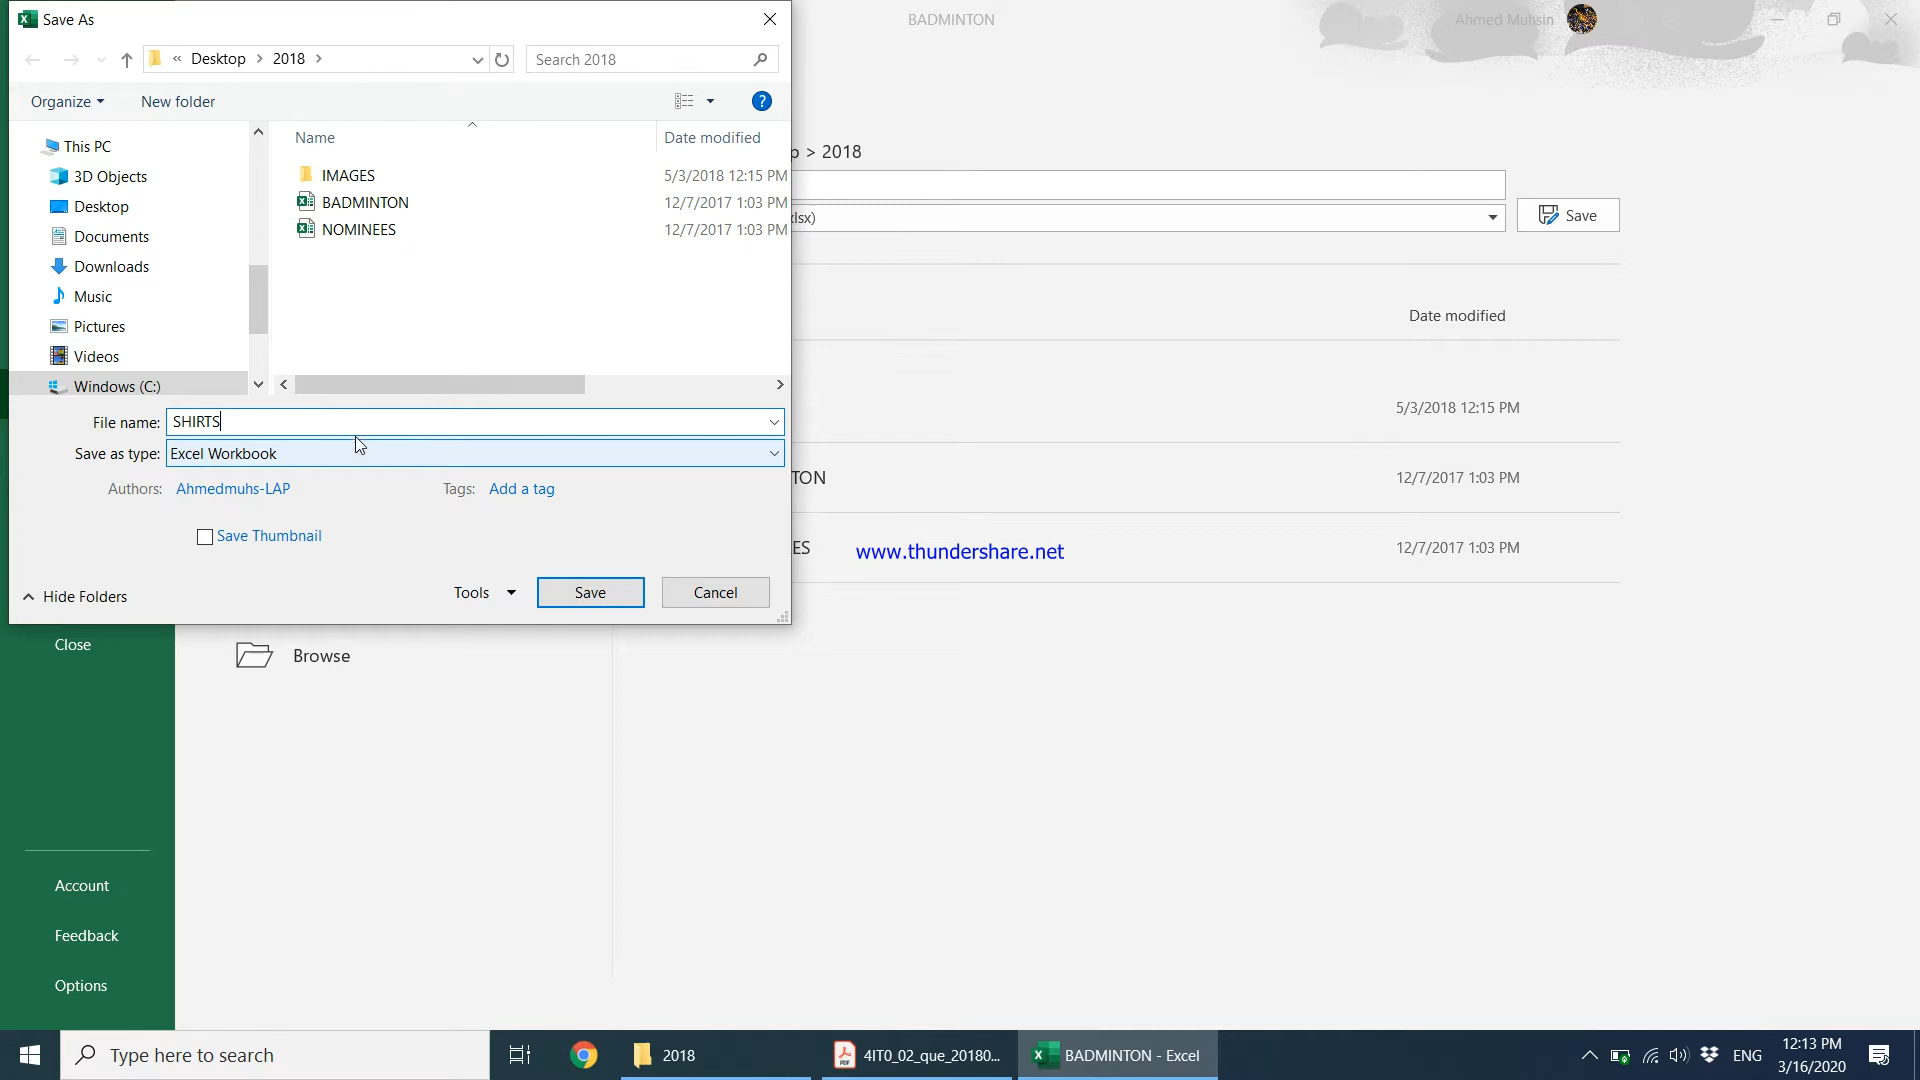 Save As
BADMINTON
Ahmed Muhsin
« Desktop > 2018 >
Search 2018
Organize
New folder
?
Name
Date modified
This PC
3D Objects
Desktop
Documents
Downloads
Music
Pictures
Videos
Windows (C:)
IMAGES 5/3/2018 12:15 PM
BADMINTON 12/7/2017 1:03 PM
NOMINEES 12/7/2017 1:03 PM
File name: SHIRTS
Save as type: Excel Workbook
Authors: Ahmedmuhs-LAP
Tags: Add a tag
Save Thumbnail
Hide Folders
Tools
Save
Cancel
p > 2018
lsx)
Save
Date modified
5/3/2018 12:15 PM
TON 12/7/2017 1:03 PM
ES 12/7/2017 1:03 PM
www.thundershare.net
Close
Browse
Account
Feedback
Options
Type here to search
2018
4IT0_02_que_20180...
BADMINTON - Excel
ENG
12:13 PM
3/16/2020